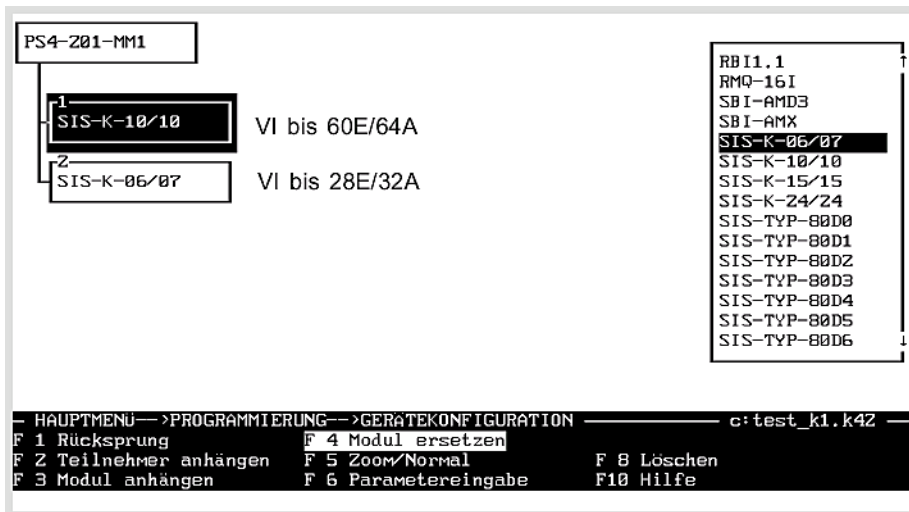 PS4-201-MM1
1
SIS-K-10/10
VI bis 60E/64A
2
SIS-K-06/07
VI bis 28E/32A
RBI1.1 ↑
RMQ-16I
SBI-AMD3
SBI-AMX
SIS-K-06/07
SIS-K-10/10
SIS-K-15/15
SIS-K-24/24
SIS-TYP-80D0
SIS-TYP-80D1
SIS-TYP-80D2
SIS-TYP-80D3
SIS-TYP-80D4
SIS-TYP-80D5
SIS-TYP-80D6 ↓
HAUPTMENü-->PROGRAMMIERUNG-->GERÄTEKONFIGURATION c:test_k1.k42
F 1 Rücksprung F 4 Modul ersetzen
F 2 Teilnehmer anhängen F 5 Zoom/Normal F 8 Löschen
F 3 Modul anhängen F 6 Parametereingabe F10 Hilfe